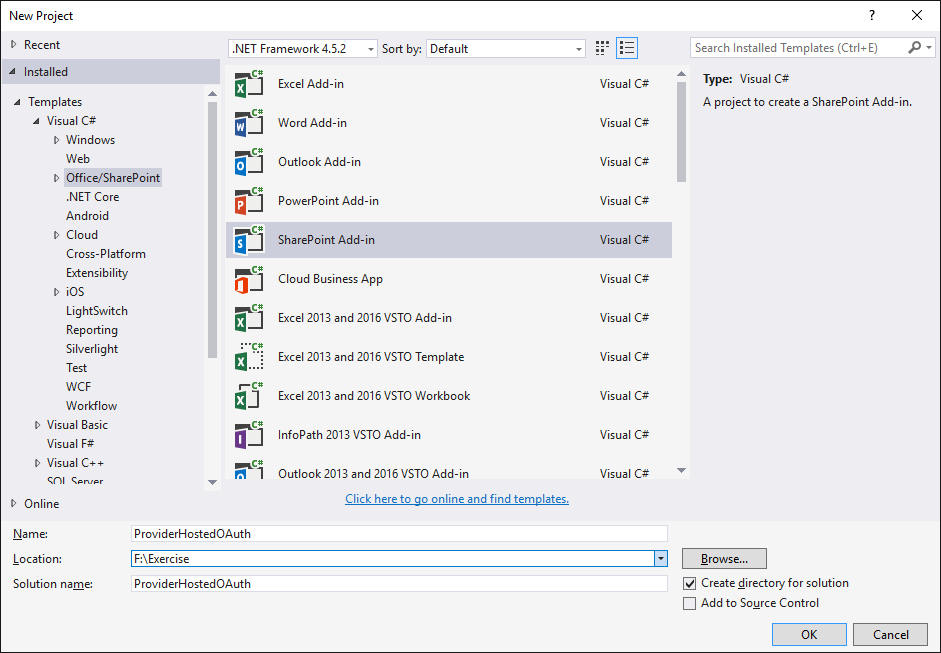 New Project
? 
Recent
Installed
Templates
Visual C#
Windows
Web
Office/SharePoint
.NET Core
Android
Cloud
Cross-Platform
Extensibility
iOS
LightSwitch
Reporting
Silverlight
Test
WCF
Workflow
Visual Basic
Visual F#
Visual C++
SQL Server
Online
.NET Framework 4.5.2 Sort by: Default
Excel Add-in Visual C#
Word Add-in Visual C#
Outlook Add-in Visual C#
PowerPoint Add-in Visual C#
SharePoint Add-in Visual C#
Cloud Business App Visual C#
Excel 2013 and 2016 VSTO Add-in Visual C#
Excel 2013 and 2016 VSTO Template Visual C#
Excel 2013 and 2016 VSTO Workbook Visual C#
InfoPath 2013 VSTO Add-in Visual C#
Outlook 2013 and 2016 VSTO Add-in Visual C#
Click here to go online and find templates.
Search Installed Templates (Ctrl+E)
Type: Visual C#
A project to create a SharePoint Add-in.
Name: ProviderHostedOAuth
Location: F:\Exercise Browse...
Solution name: ProviderHostedOAuth
Create directory for solution
Add to Source Control
OK Cancel